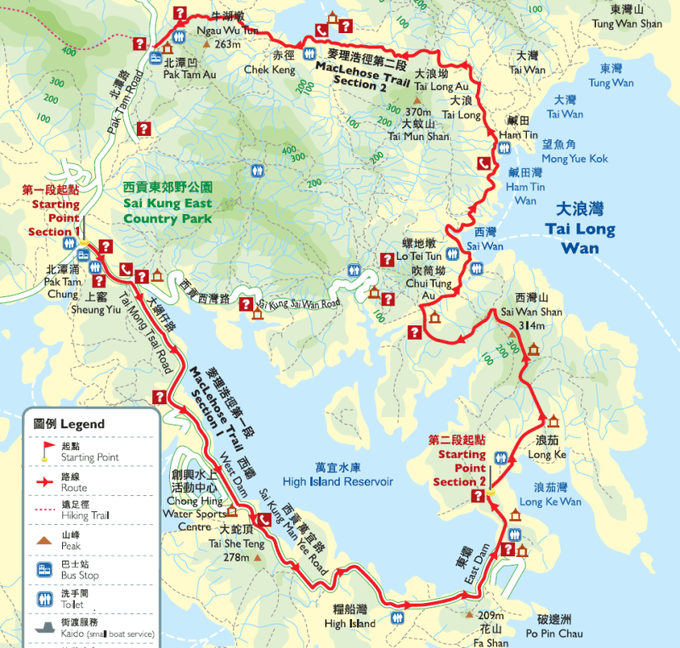 東灣山
Tung Wan Shan
牛湖墩
Ngau Wu Tun
263m
北潭凹
Pak Tam Au
北潭路
Pak Tam Road
赤徑
Chek Keng
麥理浩徑第二段
MacLehose Trail
Section 2
大浪坳
Tai Long Au
大浪
Tai Long
370m
大蚊山
Tai Mun Shan
大灣
Tai Wan
東灣
Tung Wan
大灣
Tai Wan
鹹田
Ham Tin
望魚角
Mong Yue Kok
鹹田灣
Ham Tin
Wan
大浪灣
Tai Long
Wan
100
100
100
200
200
200
400
300
300
200
100
100
200
300
西貢東郊野公園
Sai Kung East
Country Park
第一段起點
Starting
Point
Section 1
北潭涌
Pak Tam
Chung
上窰
Sheung Yiu
西貢西灣路
Sai Kung Sai Wan Road
大網仔路
Tai Mong Tsai Road
螺地墩
Lo Tei Tun
吹筒坳
Chui Tung
Au
西灣
Sai Wan
西灣山
Sai Wan Shan
314m
麥理浩徑第一段
MacLehose Trail
Section 1
西壩
West Dam
創興水上
活動中心
Chong Hing
Water Sports
Centre
大蛇頂
Tai She Teng
278m
西貢萬宜路
Sai Kung Man Yee Road
萬宜水庫
High Island Reservoir
第二段起點
Starting
Point
Section 2
浪茄
Long Ke
浪茄灣
Long Ke Wan
東壩
East Dam
糧船灣
High Island
209m
花山
Fa Shan
破邊洲
Po Pin Chau
圖例 Legend
起點
Starting Point
路線
Route
遠足徑
Hiking Trail
山峰
Peak
巴士站
Bus Stop
洗手間
Toilet
街渡服務
Kaido (small boat service)